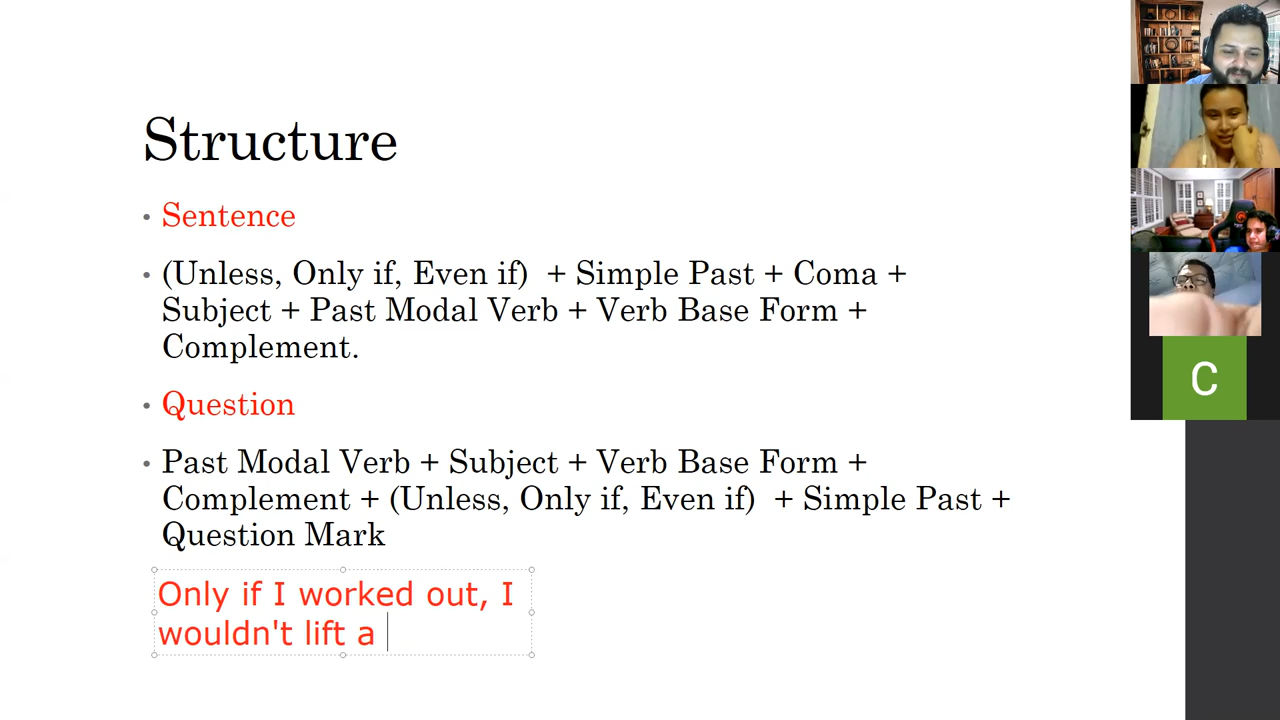 Structure
• Sentence
• (Unless, Only if, Even if) + Simple Past + Coma +
Subject + Past Modal Verb + Verb Base Form +
Complement.
• Question
• Past Modal Verb + Subject + Verb Base Form +
Complement + (Unless, Only if, Even if) + Simple Past +
Question Mark
Only if I worked out, I
wouldn't lift a
C